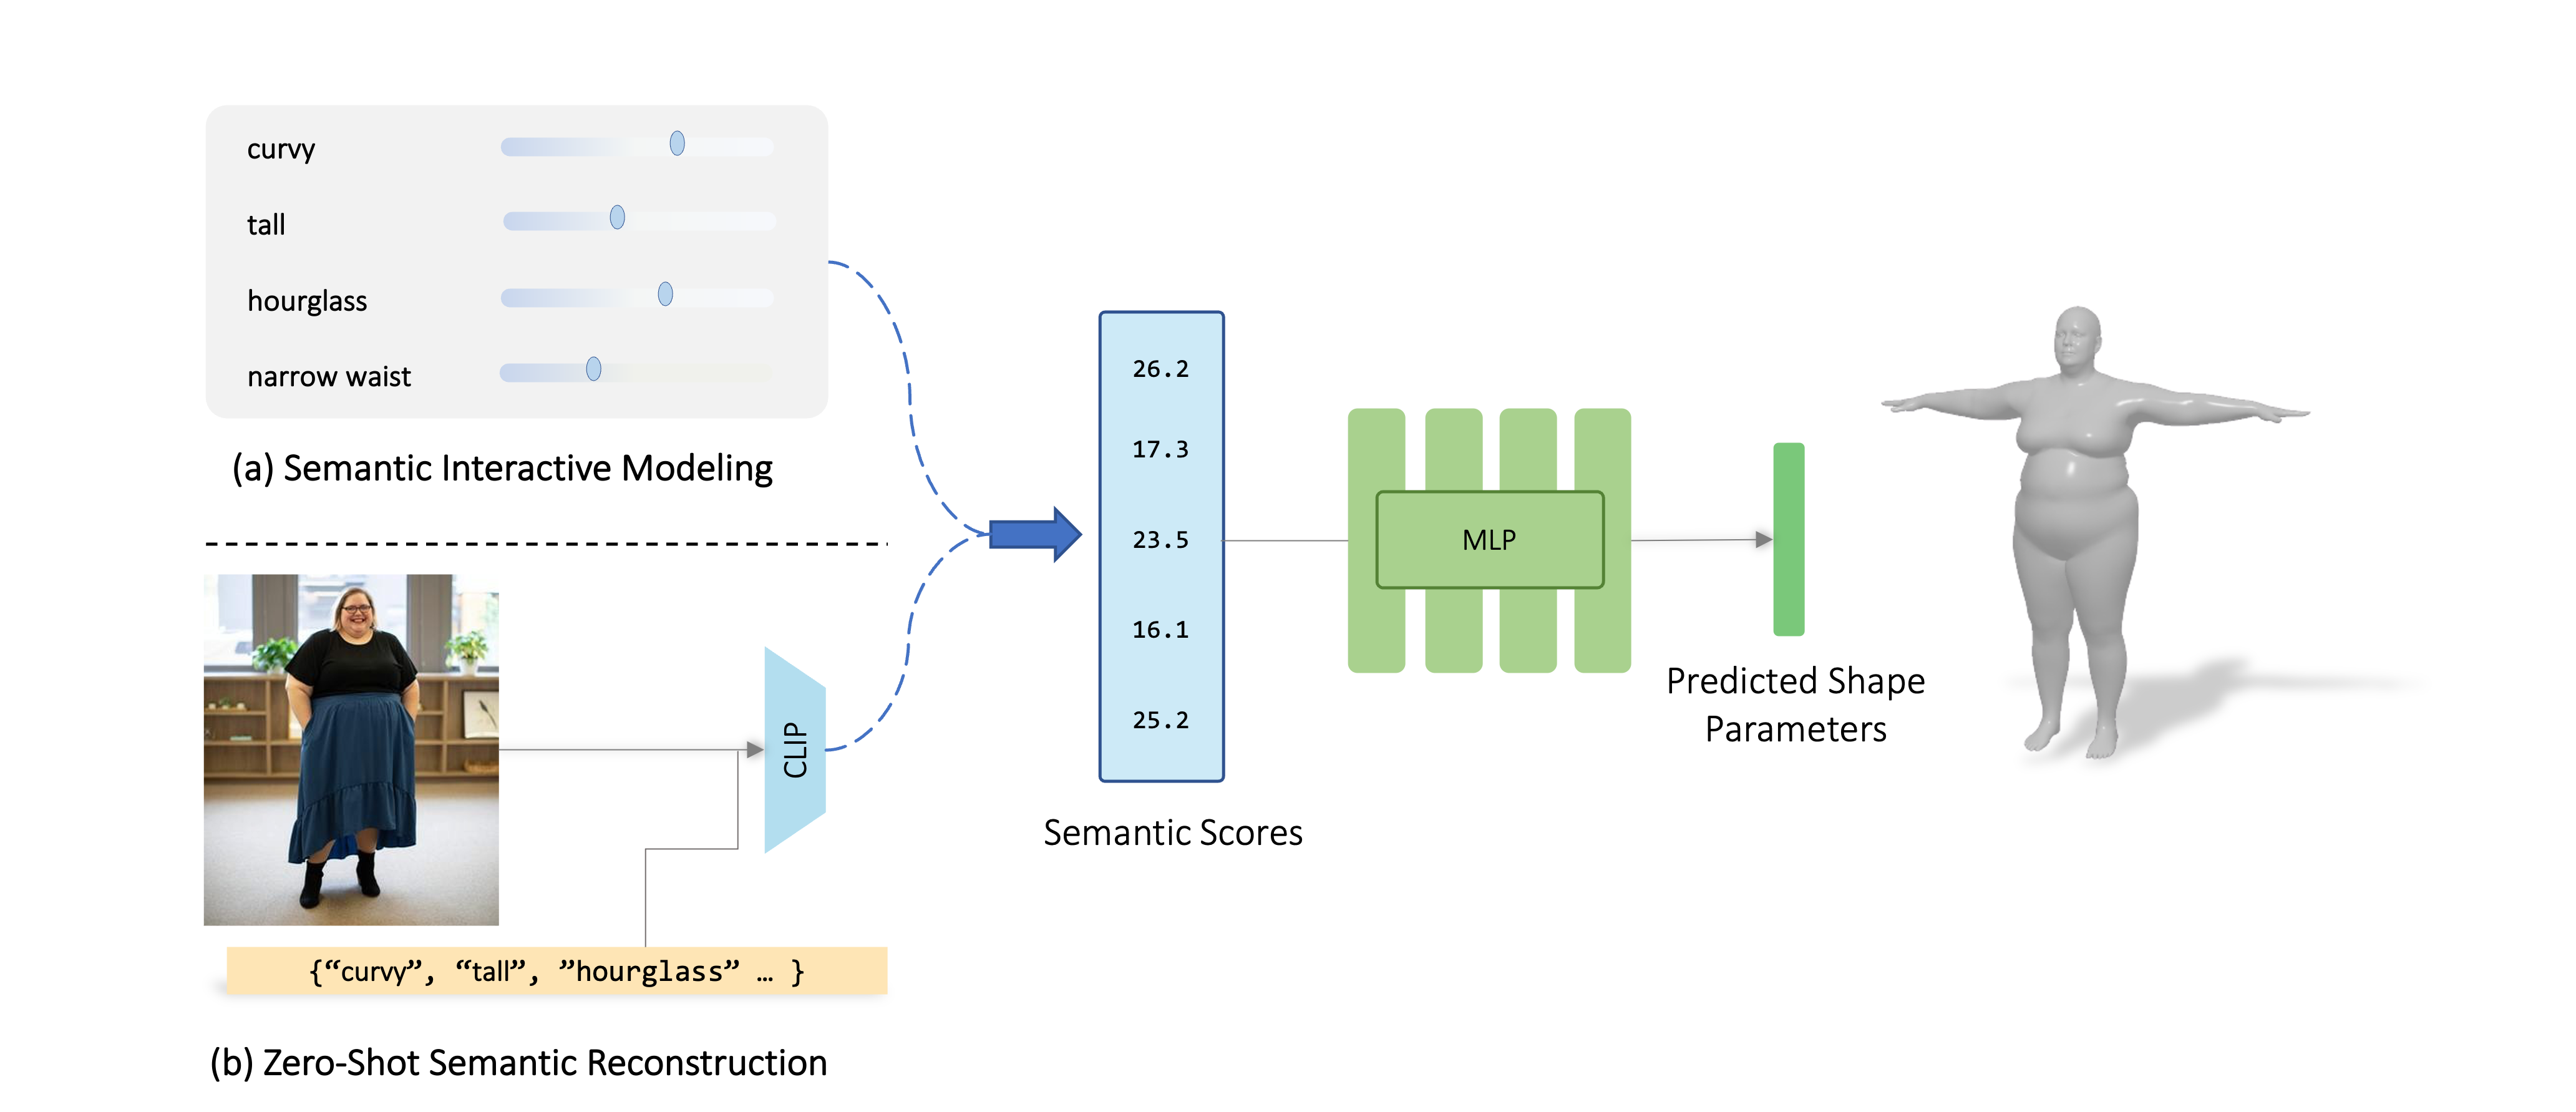 curvy
tall
hourglass
narrow waist
(a) Semantic Interactive Modeling
{“curvy”, “tall”, ”hourglass” … }
(b) Zero-Shot Semantic Reconstruction
CLIP
26.2
17.3
23.5
16.1
25.2
Semantic Scores
MLP
Predicted Shape
Parameters